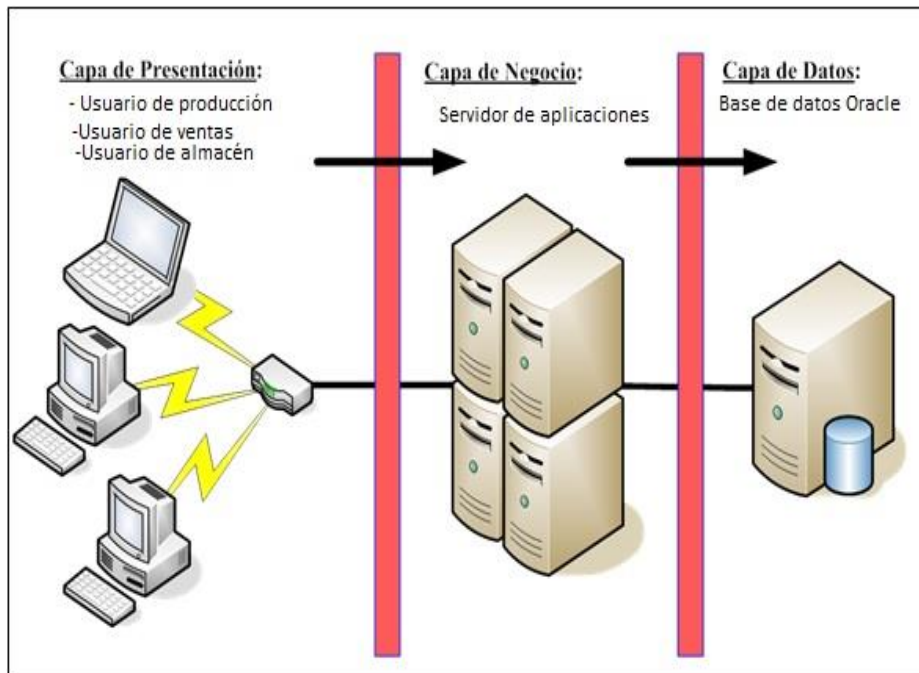 Capa de Presentación:
- Usuario de producción
-Usuario de ventas
-Usuario de almacén
Capa de Negocio:
Servidor de aplicaciones
Capa de Datos:
Base de datos Oracle